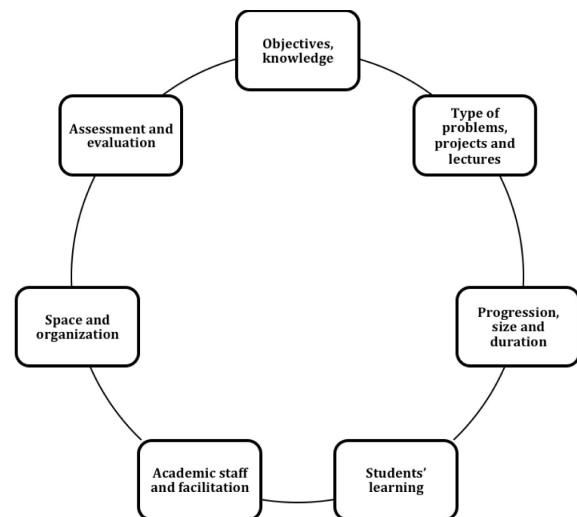 Objectives,
knowledge
Type of
problems,
projects and
lectures
Progression,
size and
duration
Students'
learning
Academic staff
and facilitation
Space and
organization
Assessment and
evaluation